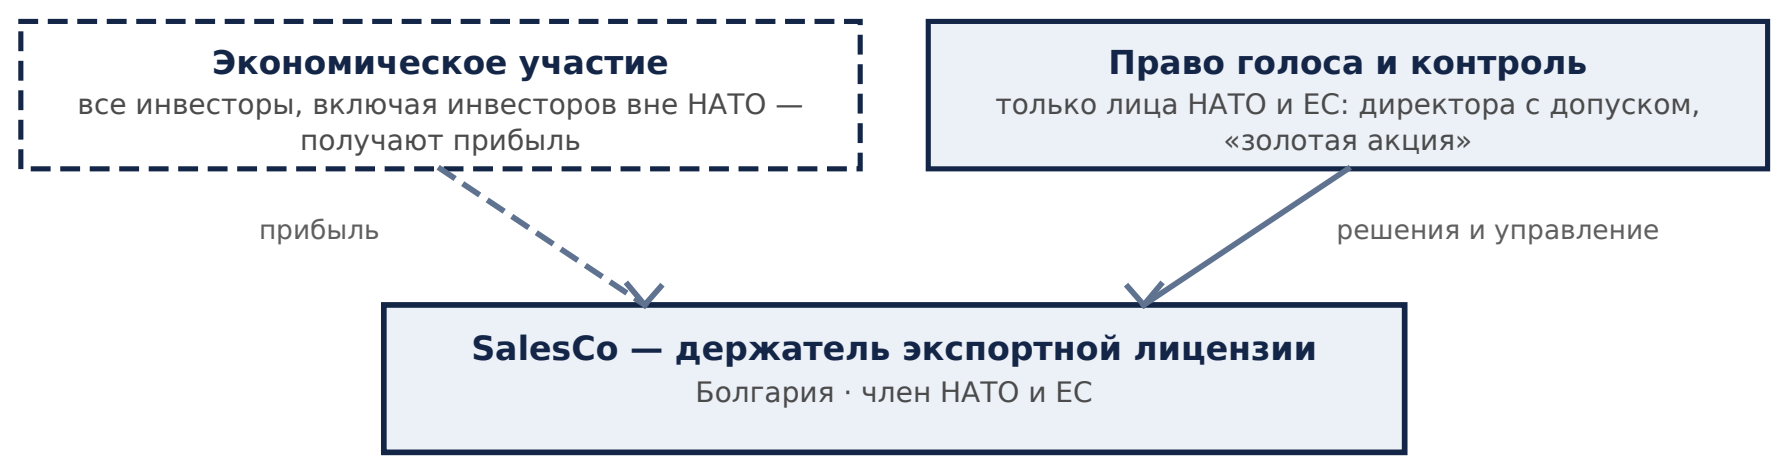 Экономическое участие
все инвесторы, включая инвесторов вне НАТО —
получают прибыль
Право голоса и контроль
только лица НАТО и ЕС: директора с допуском,
«золотая акция»
прибыль
решения и управление
SalesCo — держатель экспортной лицензии
Болгария · член НАТО и ЕС